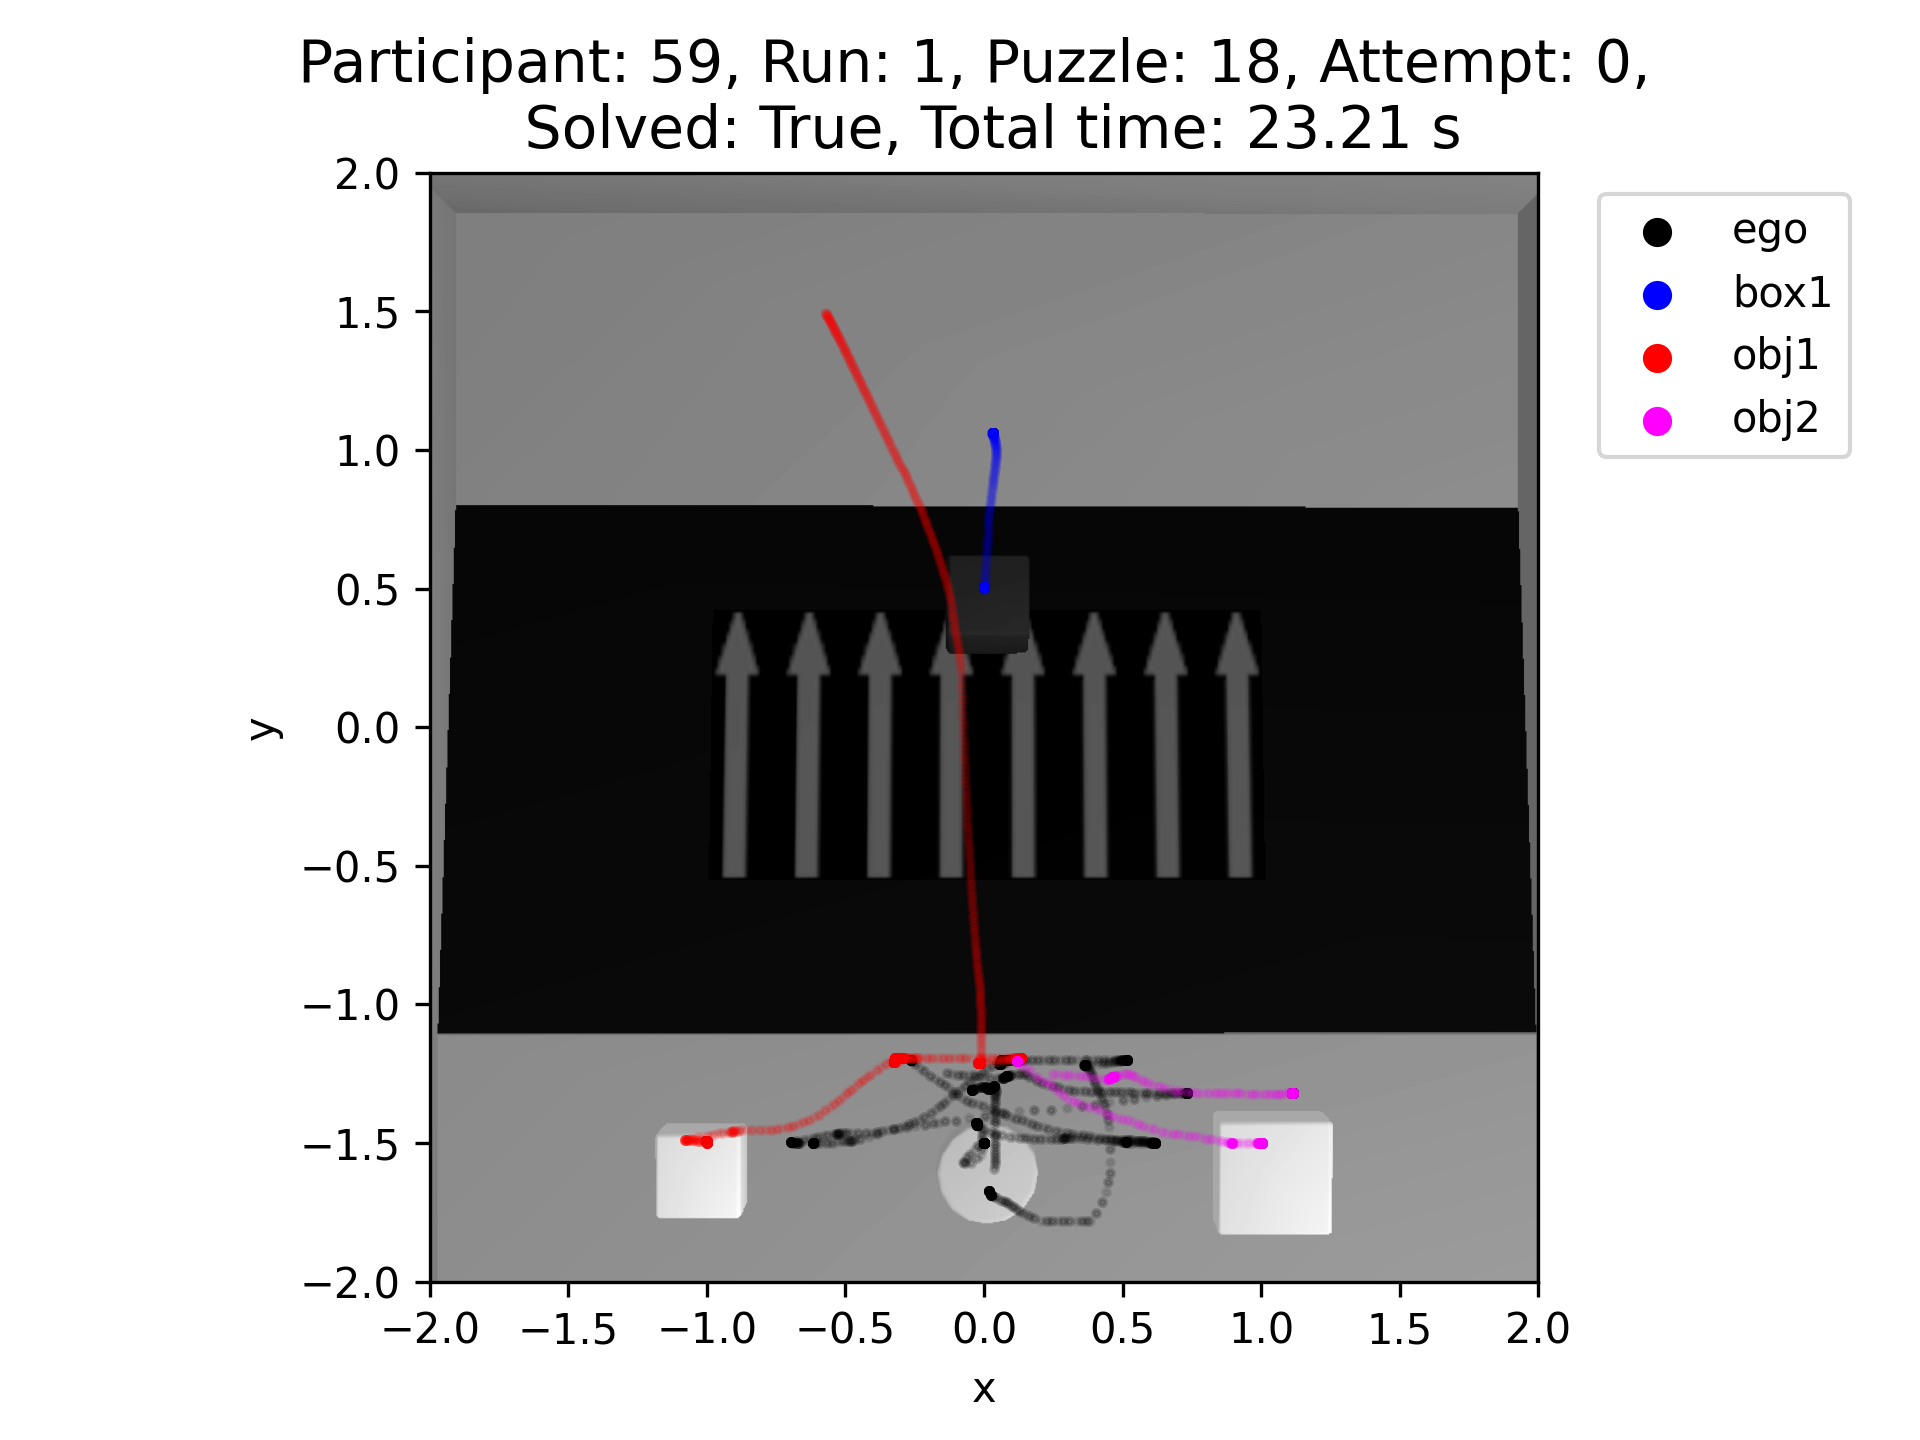 Participant: 59, Run: 1, Puzzle: 18, Attempt: 0,
Solved: True, Total time: 23.21 s
ego
box1
obj1
obj2
y
2.0
1.5
1.0
0.5
0.0
−0.5
−1.0
−1.5
−2.0
−2.0 −1.5 −1.0 −0.5 0.0 0.5 1.0 1.5 2.0
x